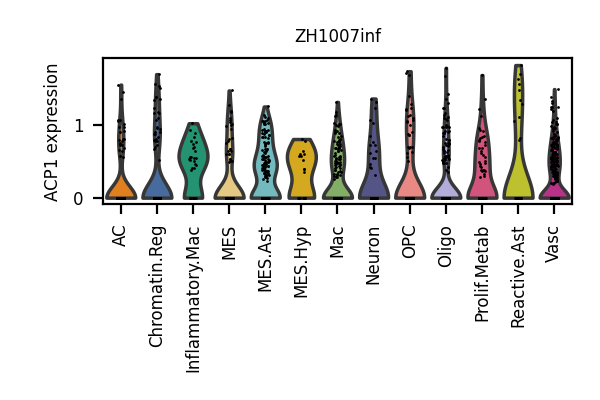 ZH1007inf
ACP1 expression
1
0
AC
Chromatin.Reg
Inflammatory.Mac
MES
MES.Ast
MES.Hyp
Mac
Neuron
OPC
Oligo
Prolif.Metab
Reactive.Ast
Vasc